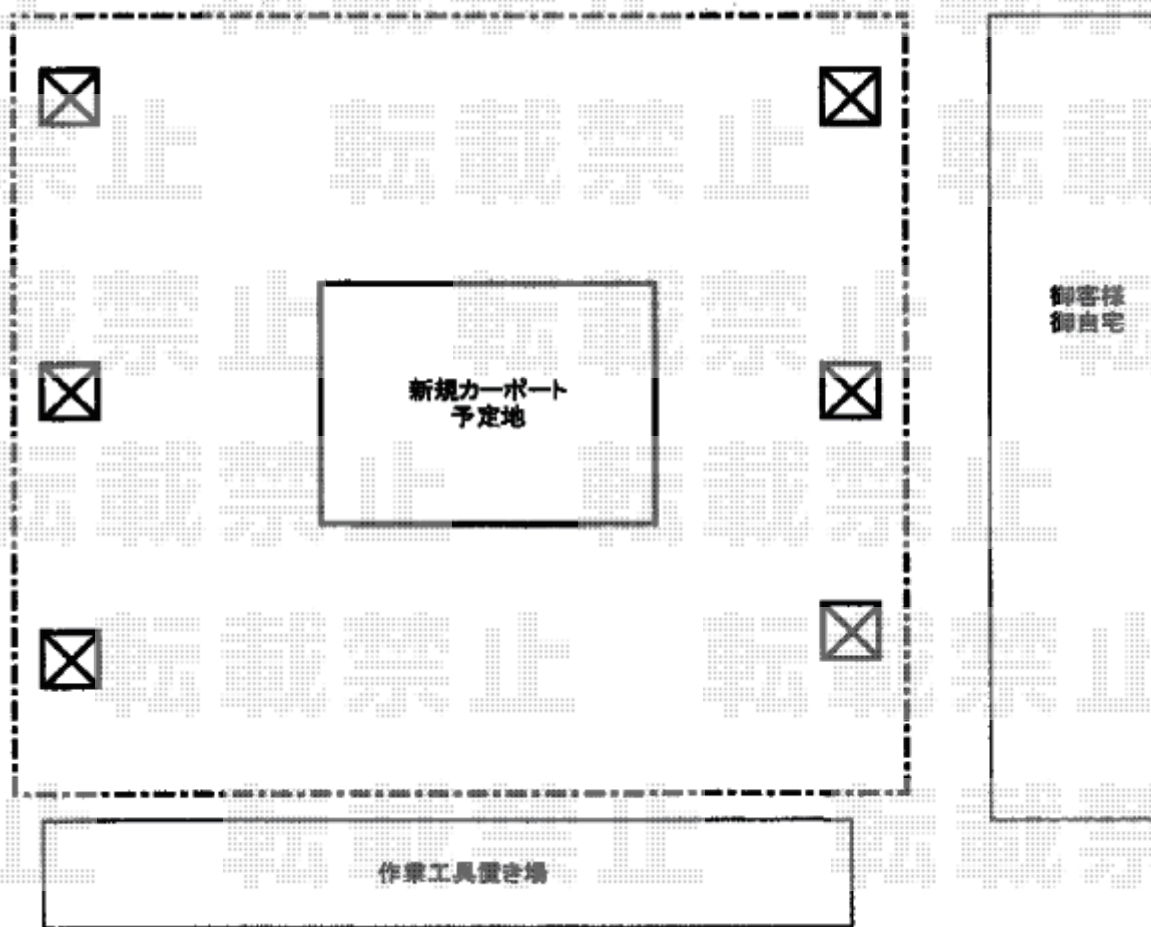 御客様
御自宅
新規カーポート
予定地
作業工具置き場
転載禁止